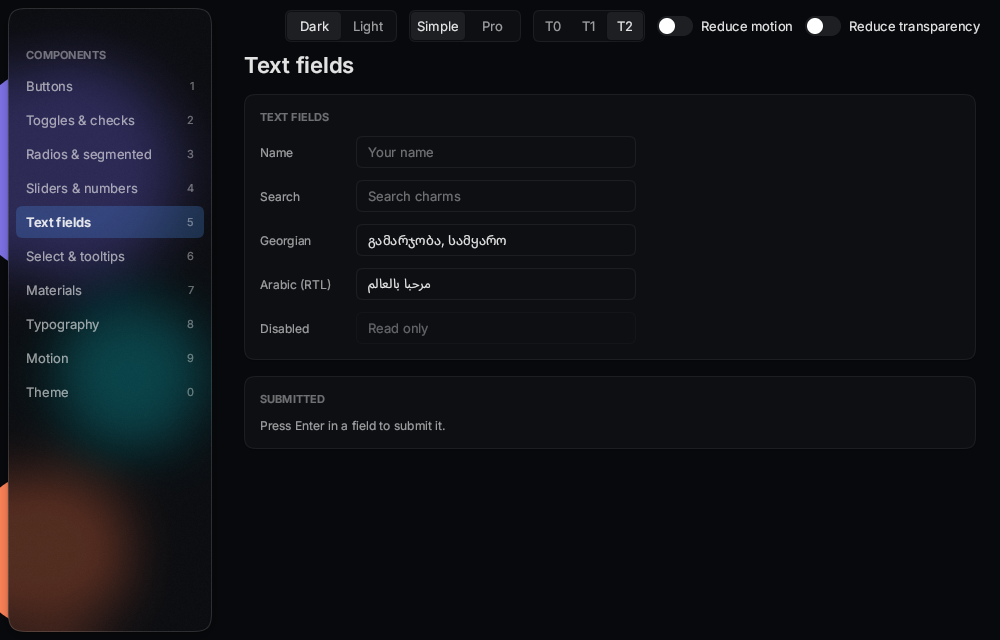 Dark Light Simple Pro T0 T1 T2 Reduce motion Reduce transparency
COMPONENTS
Buttons 1
Toggles & checks 2
Radios & segmented 3
Sliders & numbers 4
Text fields 5
Select & tooltips 6
Materials 7
Typography 8
Motion 9
Theme 0
Text fields
TEXT FIELDS
Name Your name
Search Search charms
Georgian გამარჯობა, სამყარო
Arabic (RTL) مرحبا بالعالم
Disabled Read only
SUBMITTED
Press Enter in a field to submit it.